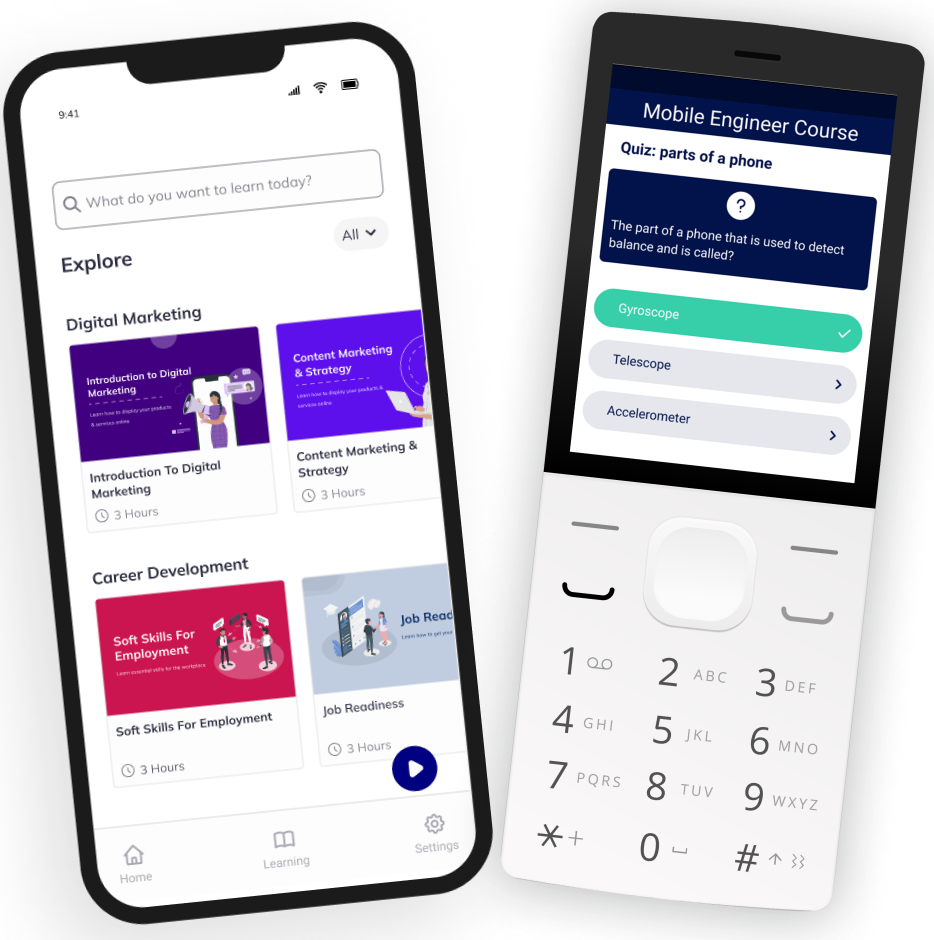 9:41
What do you want to learn today?
All
Explore
Digital Marketing
Introduction to Digital
Marketing
Learn how to display your products
& services online
Content Marketing
& Strategy
Learn how to display your products &
services online
Introduction To Digital
Marketing
3 Hours
Content Marketing &
Strategy
3 Hours
Career Development
Soft Skills For
Employment
Learn essential skills for the workplace
Job Read
Learn how to get your
Soft Skills For Employment
3 Hours
Job Readiness
3 Hours
Home
Learning
Settings
Mobile Engineer Course
Quiz: parts of a phone
?
The part of a phone that is used to detect
balance and is called?
Gyroscope
Telescope
Accelerometer
1
2 ABC
3 DEF
4 GHI
5 JKL
6 MNO
7 PQRS
8 TUV
9 WXYZ
* +
0
#